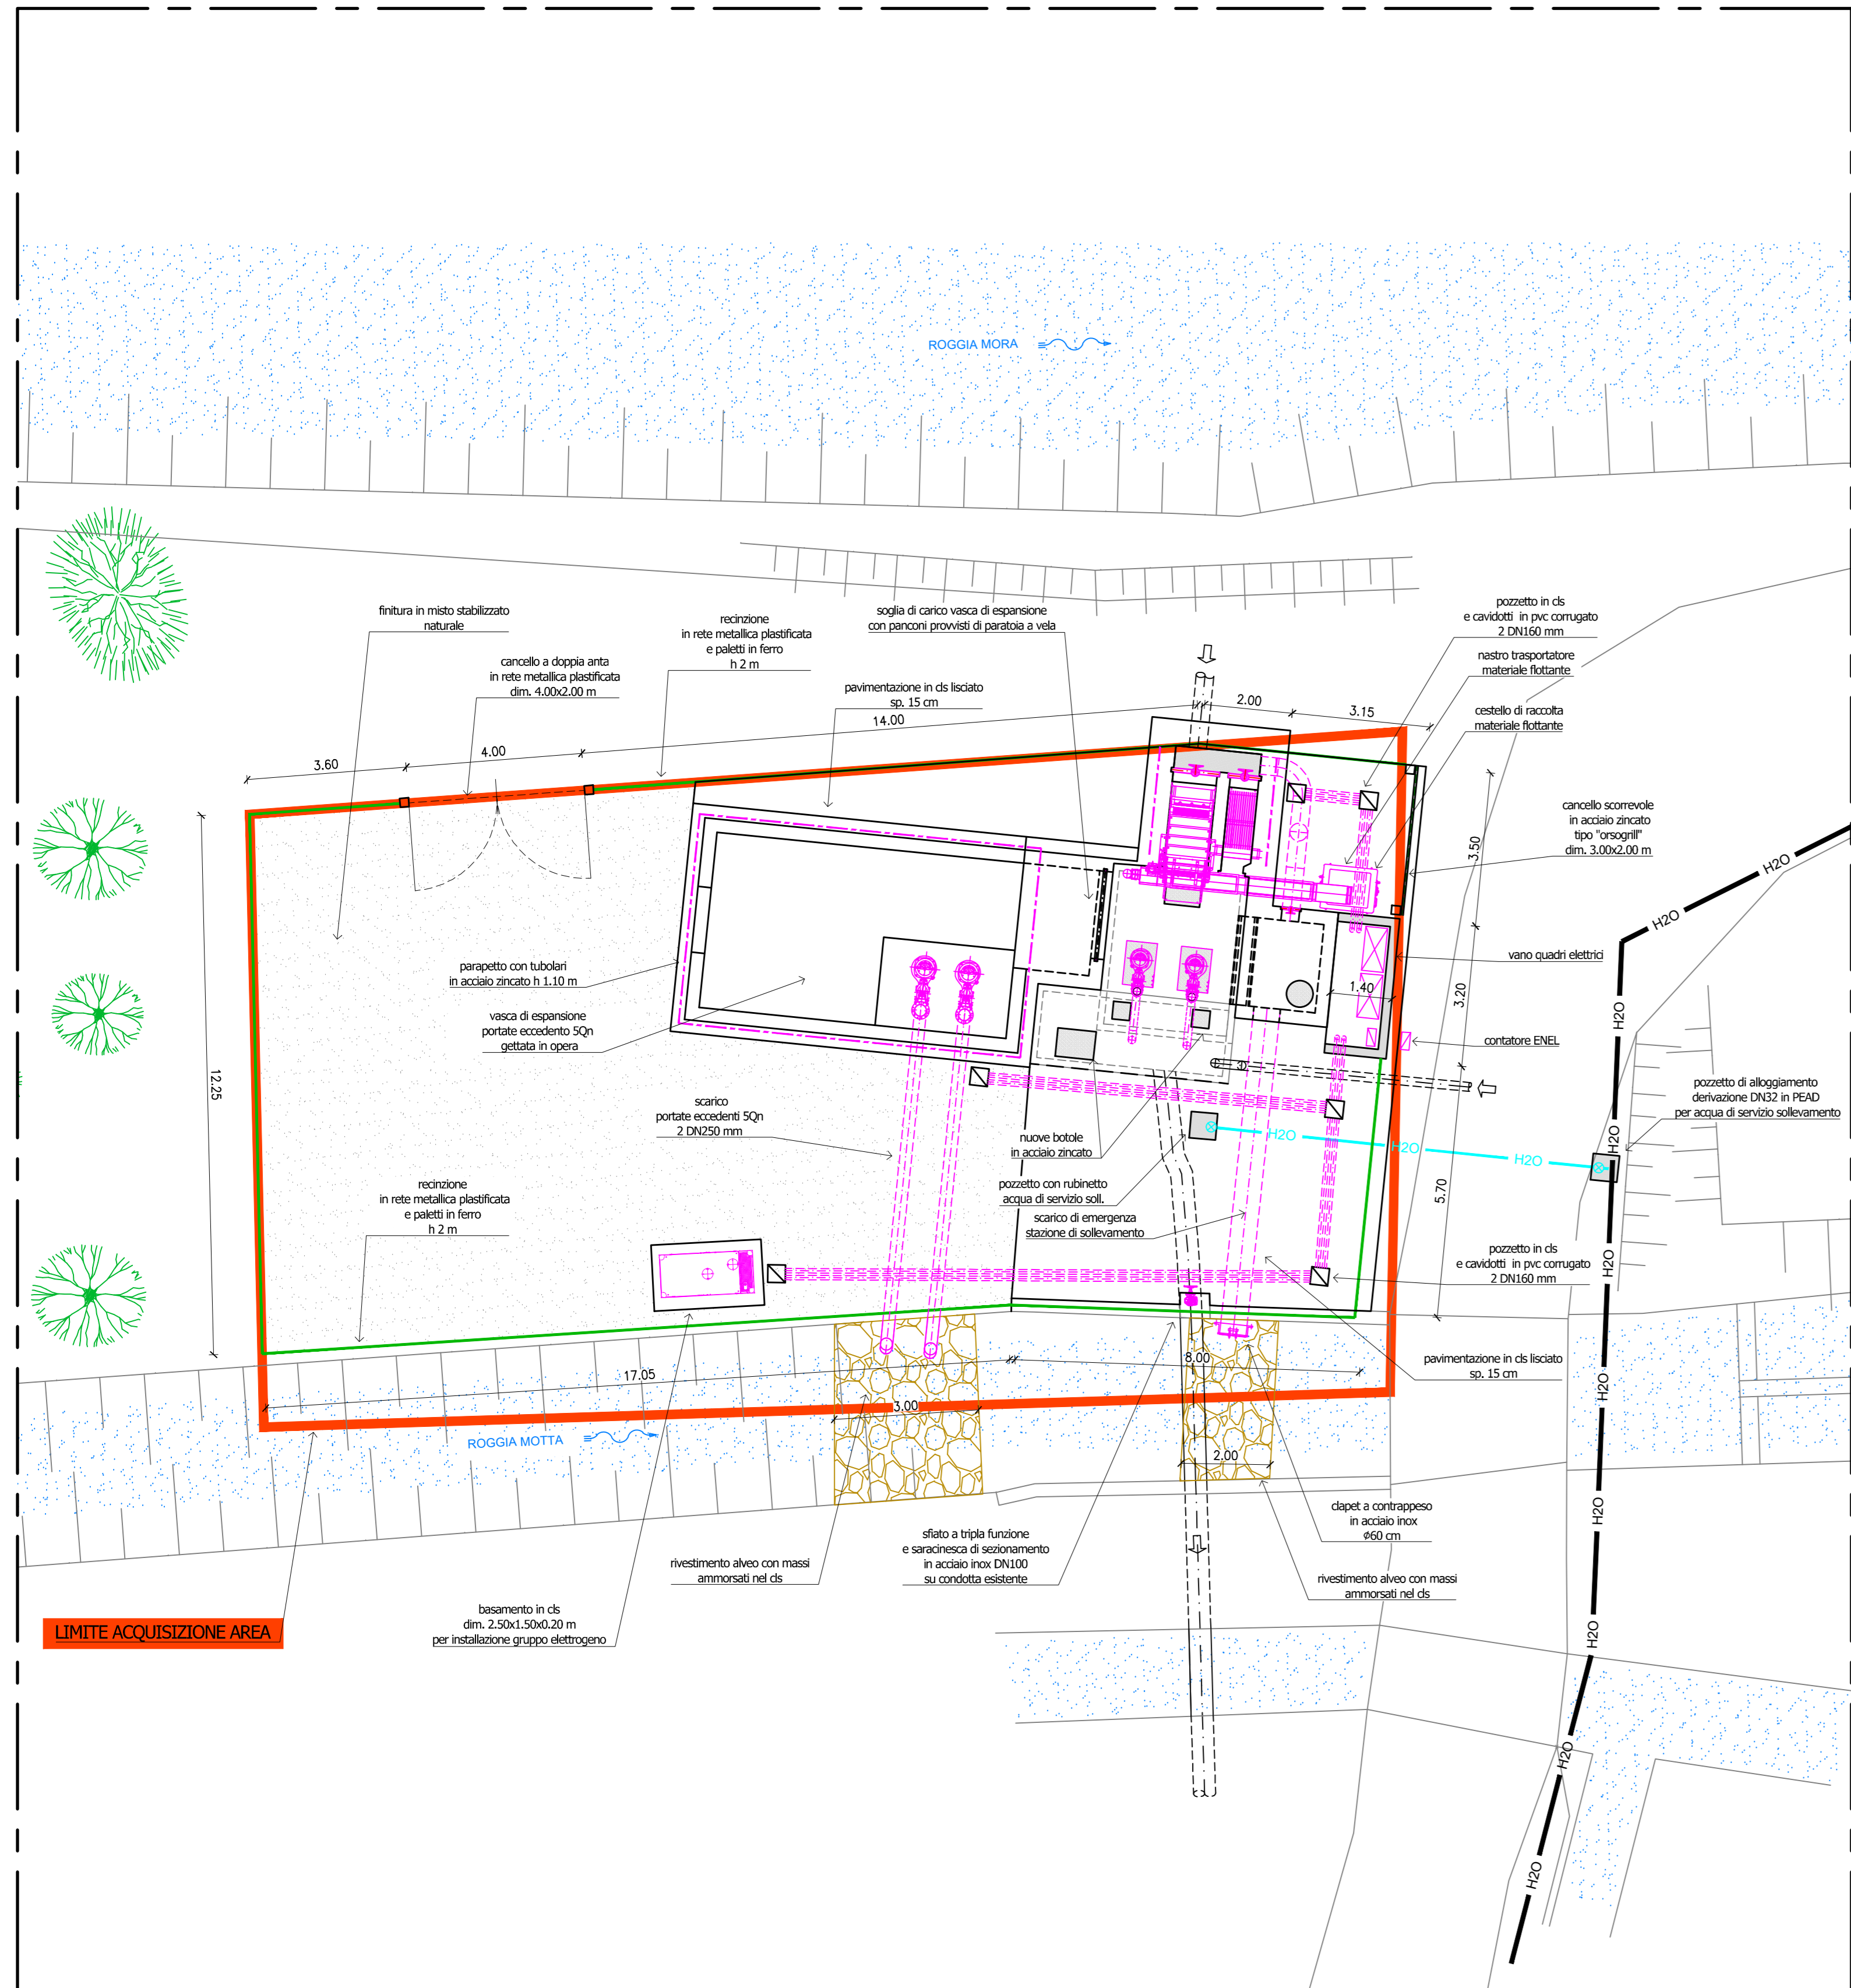 ROGGIA MORA
finitura in misto stabilizzato
naturale
cancello a doppia anta
in rete metallica plastificata
dim. 4.00x2.00 m
recinzione
in rete metallica plastificata
e paletti in ferro
h 2 m
soglia di carico vasca di espansione
con panconi provvisti di paratoia a vela
pavimentazione in cls lisciato
sp. 15 cm
pozzetto in cls
e cavidotti in pvc corrugato
2 DN160 mm
nastro trasportatore
materiale flottante
cestello di raccolta
materiale flottante
cancello scorrevole
in acciaio zincato
tipo "orsogrill"
dim. 3.00x2.00 m
3.60
4.00
14.00
2.00
3.15
3.50
3.20
5.70
1.40
12.25
H2O
H2O
vano quadri elettrici
contatore ENEL
parapetto con tubolari
in acciaio zincato h 1.10 m
vasca di espansione
portate eccedento 5Qn
gettata in opera
scarico
portate eccedenti 5Qn
2 DN250 mm
pozzetto di alloggiamento
derivazione DN32 in PEAD
per acqua di servizio sollevamento
nuove botole
in acciaio zincato
H2O
H2O
H2O
H2O
pozzetto con rubinetto
acqua di servizio soll.
scarico di emergenza
stazione di sollevamento
recinzione
in rete metallica plastificata
e paletti in ferro
h 2 m
pozzetto in cls
e cavidotti in pvc corrugato
2 DN160 mm
H2O
pavimentazione in cls lisciato
sp. 15 cm
H2O
17.05
8.00
3.00
2.00
ROGGIA MOTTA
H2O
clapet a contrappeso
in acciaio inox
ø60 cm
sfiato a tripla funzione
e saracinesca di sezionamento
in acciaio inox DN100
su condotta esistente
rivestimento alveo con massi
ammorsati nel cls
rivestimento alveo con massi
ammorsati nel cls
basamento in cls
dim. 2.50x1.50x0.20 m
per installazione gruppo elettrogeno
LIMITE ACQUISIZIONE AREA
H2O
H2O
H2O